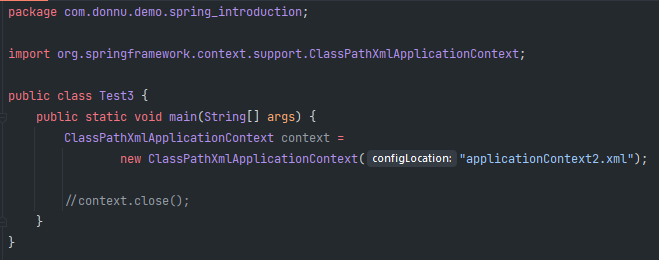 package com.donnu.demo.spring_introduction;
import org.springframework.context.support.ClassPathXmlApplicationContext;
public class Test3 {
public static void main(String[] args) {
ClassPathXmlApplicationContext context =
new ClassPathXmlApplicationContext( configLocation: "applicationContext2.xml");
//context.close();
}
}